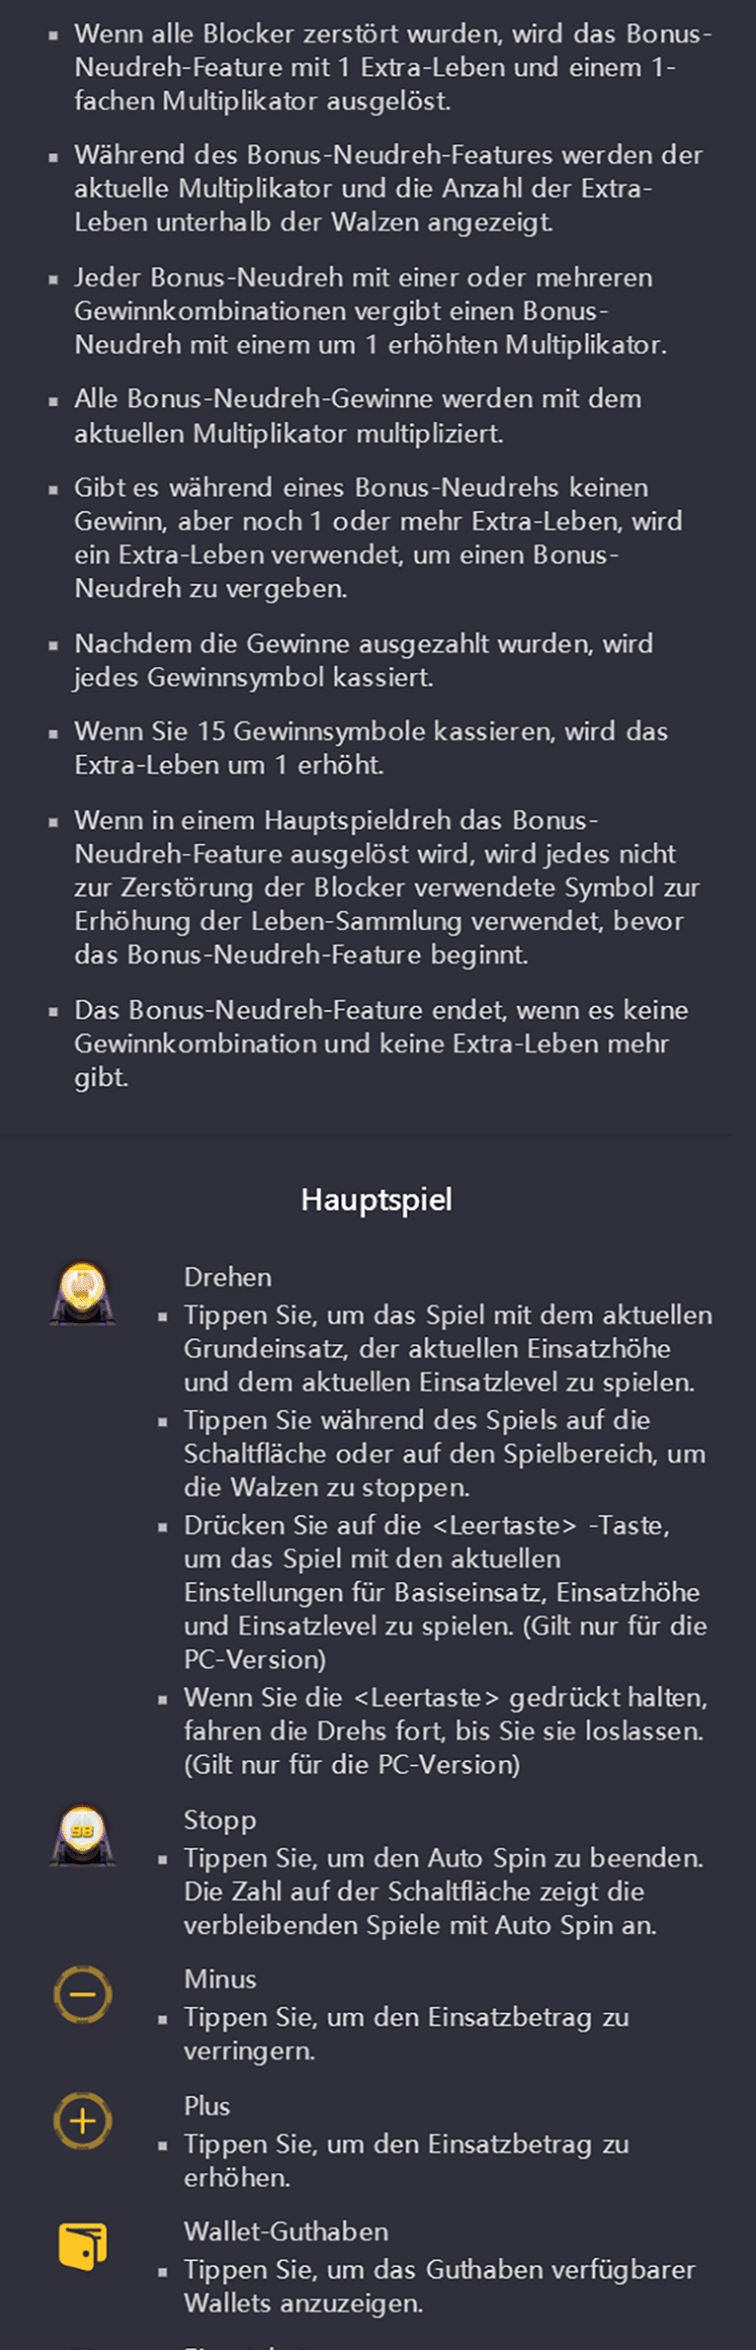 Wenn alle Blocker zerstört wurden, wird das Bonus-
Neudreh-Feature mit 1 Extra-Leben und einem 1-
fachen Multiplikator ausgelöst.
Während des Bonus-Neudreh-Features werden der
aktuelle Multiplikator und die Anzahl der Extra-
Leben unterhalb der Walzen angezeigt.
Jeder Bonus-Neudreh mit einer oder mehreren
Gewinnkombinationen vergibt einen Bonus-
Neudreh mit einem um 1 erhöhten Multiplikator.
Alle Bonus-Neudreh-Gewinne werden mit dem
aktuellen Multiplikator multipliziert.
Gibt es während eines Bonus-Neudrehs keinen
Gewinn, aber noch 1 oder mehr Extra-Leben, wird
ein Extra-Leben verwendet, um einen Bonus-
Neudreh zu vergeben.
Nachdem die Gewinne ausgezahlt wurden, wird
jedes Gewinnsymbol kassiert.
Wenn Sie 15 Gewinnsymbole kassieren, wird das
Extra-Leben um 1 erhöht.
Wenn in einem Hauptspieldreh das Bonus-
Neudreh-Feature ausgelöst wird, wird jedes nicht
zur Zerstörung der Blocker verwendete Symbol zur
Erhöhung der Leben-Sammlung verwendet, bevor
das Bonus-Neudreh-Feature beginnt.
Das Bonus-Neudreh-Feature endet, wenn es keine
Gewinnkombination und keine Extra-Leben mehr
gibt.
Hauptspiel
Drehen
Tippen Sie, um das Spiel mit dem aktuellen
Grundeinsatz, der aktuellen Einsatzhöhe
und dem aktuellen Einsatzlevel zu spielen.
Tippen Sie während des Spiels auf die
Schaltfläche oder auf den Spielbereich, um
die Walzen zu stoppen.
Drücken Sie auf die <Leertaste> -Taste,
um das Spiel mit den aktuellen
Einstellungen für Basiseinsatz, Einsatzhöhe
und Einsatzlevel zu spielen. (Gilt nur für die
PC-Version)
Wenn Sie die <Leertaste> gedrückt halten,
fahren die Drehs fort, bis Sie sie loslassen.
(Gilt nur für die PC-Version)
98
Stopp
Tippen Sie, um den Auto Spin zu beenden.
Die Zahl auf der Schaltfläche zeigt die
verbleibenden Spiele mit Auto Spin an.
Minus
Tippen Sie, um den Einsatzbetrag zu
verringern.
Plus
Tippen Sie, um den Einsatzbetrag zu
erhöhen.
Wallet-Guthaben
Tippen Sie, um das Guthaben verfügbarer
Wallets anzuzeigen.